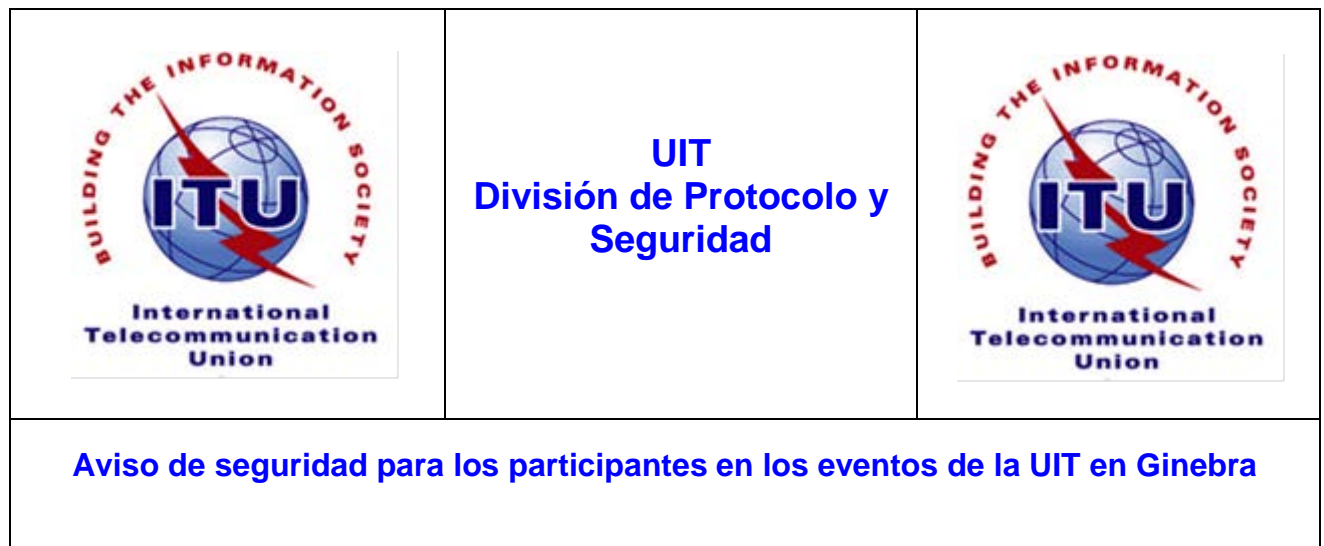 BUILDING THE INFORMATION SOCIETY
ITU
International
Telecommunication
Union
UIT
División de Protocolo y
Seguridad
BUILDING THE INFORMATION SOCIETY
ITU
International
Telecommunication
Union
Aviso de seguridad para los participantes en los eventos de la UIT en Ginebra